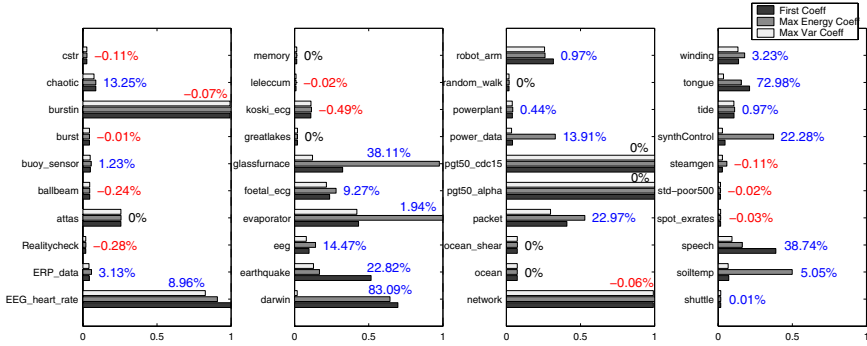 First Coeff
Max Energy Coeff
Max Var Coeff
cstr −0.11%
chaotic 13.25%
burstin −0.07%
burst −0.01%
buoy_sensor 1.23%
ballbeam −0.24%
attas 0%
Realitycheck −0.28%
ERP_data 3.13%
EEG_heart_rate 8.96%
0 0.5 1
memory 0%
leleccum −0.02%
koski_ecg −0.49%
greatlakes 0%
glassfurnace 38.11%
foetal_ecg 9.27%
evaporator 1.94%
eeg 14.47%
earthquake 22.82%
darwin 83.09%
0 0.5 1
robot_arm 0.97%
random_walk 0%
powerplant 0.44%
power_data 13.91%
pgt50_cdc15 0%
pgt50_alpha 0%
packet 22.97%
ocean_shear 0%
ocean 0%
network −0.06%
0 0.5 1
winding 3.23%
tongue 72.98%
tide 0.97%
synthControl 22.28%
steamgen −0.11%
std−poor500 −0.02%
spot_exrates −0.03%
speech 38.74%
soiltemp 5.05%
shuttle 0.01%
0 0.5 1